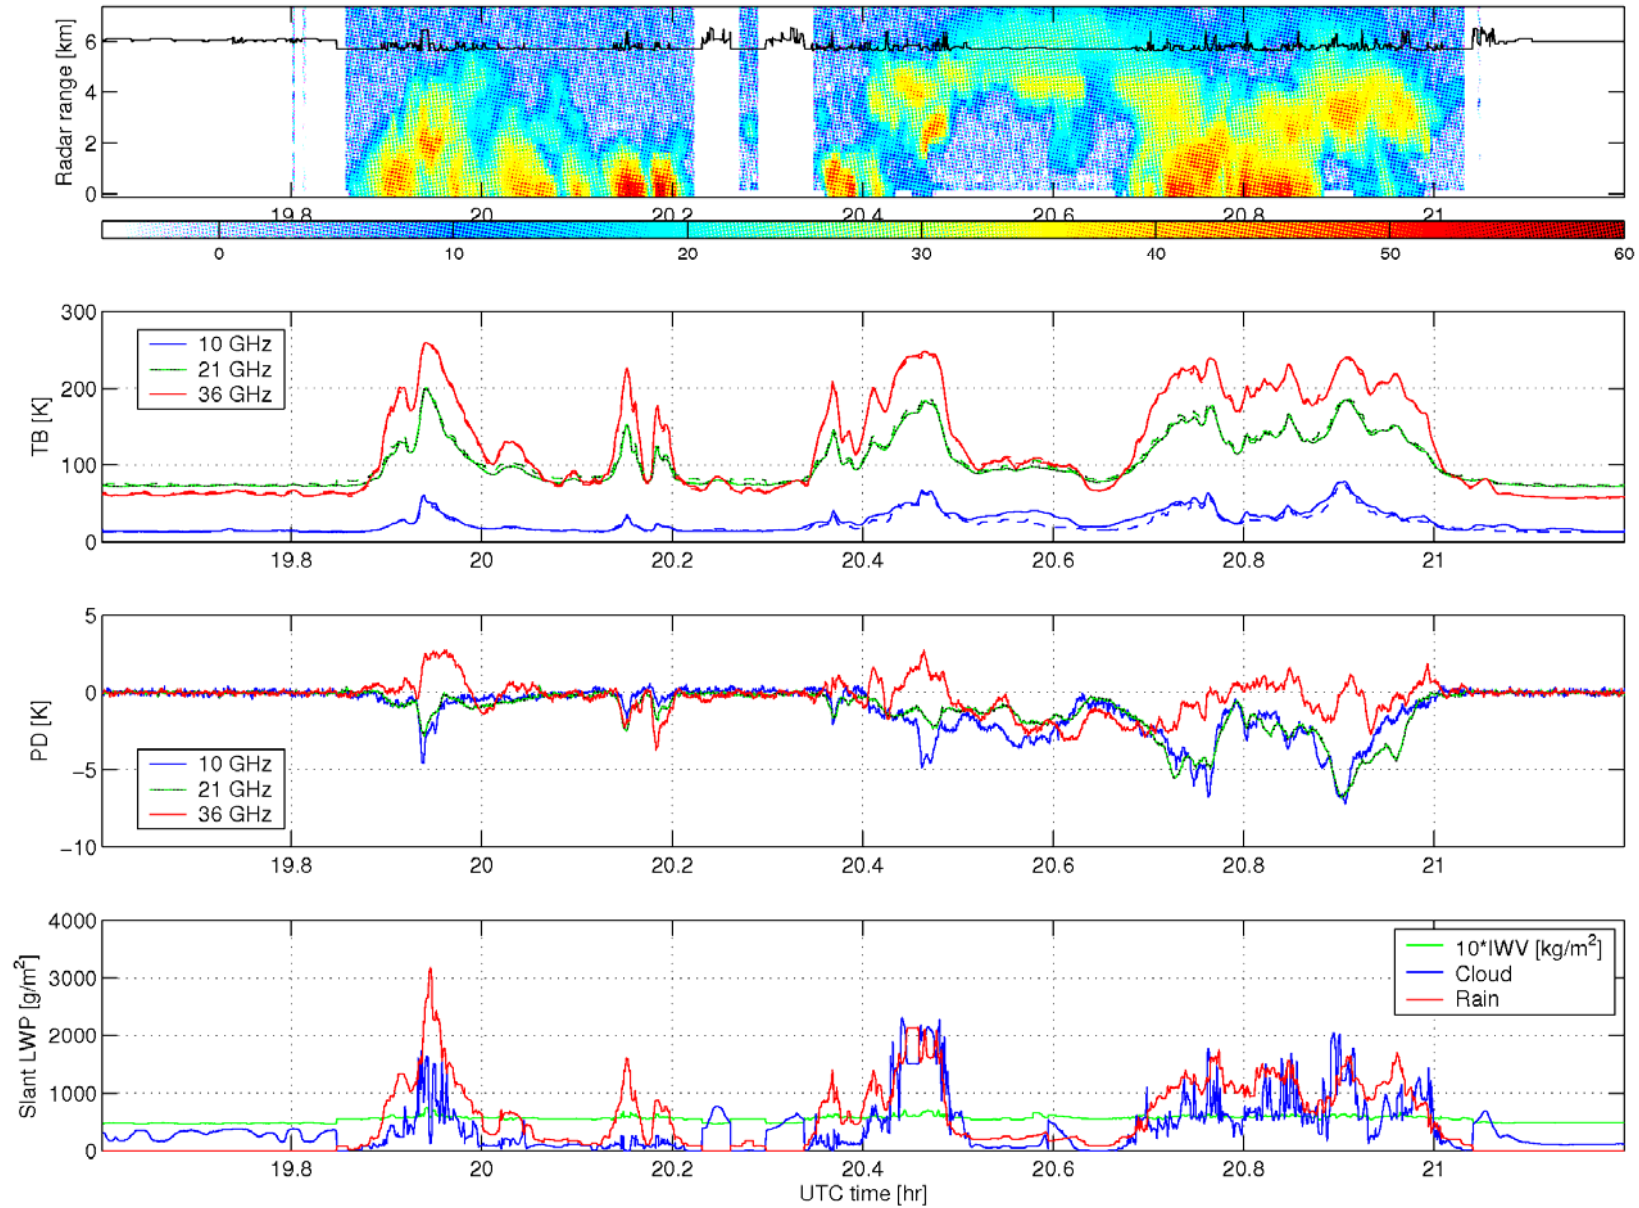 Radar range [km]
6
4
2
0
19.8 20 20.2 20.4 20.6 20.8 21
0 10 20 30 40 50 60
TB [K]
300
200
100
0
10 GHz
21 GHz
36 GHz
19.8 20 20.2 20.4 20.6 20.8 21
PD [K]
5
0
−5
−10
10 GHz
21 GHz
36 GHz
19.8 20 20.2 20.4 20.6 20.8 21
Slant LWP [g/m²]
4000
3000
2000
1000
0
10*IWV [kg/m²]
Cloud
Rain
19.8 20 20.2 20.4 20.6 20.8 21
UTC time [hr]